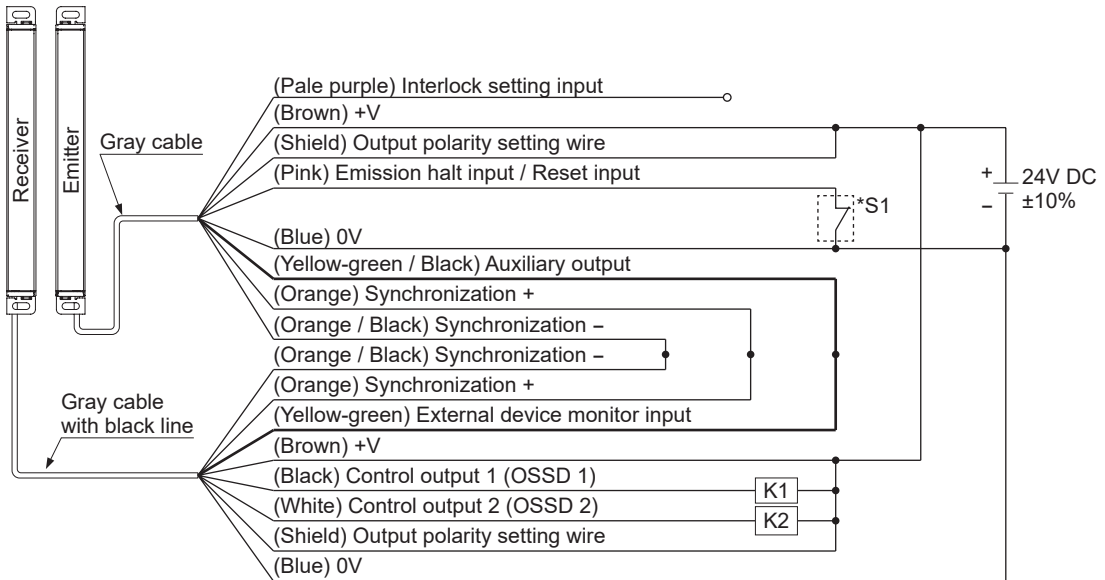 Receiver
Emitter
Gray cable
(Pale purple) Interlock setting input
(Brown) +V
(Shield) Output polarity setting wire
(Pink) Emission halt input / Reset input
*S1
+
–
24V DC
±10%
(Blue) 0V
(Yellow-green / Black) Auxiliary output
(Orange) Synchronization +
(Orange / Black) Synchronization –
(Orange / Black) Synchronization –
(Orange) Synchronization +
Gray cable
with black line
(Yellow-green) External device monitor input
(Brown) +V
(Black) Control output 1 (OSSD 1)
K1
(White) Control output 2 (OSSD 2)
K2
(Shield) Output polarity setting wire
(Blue) 0V